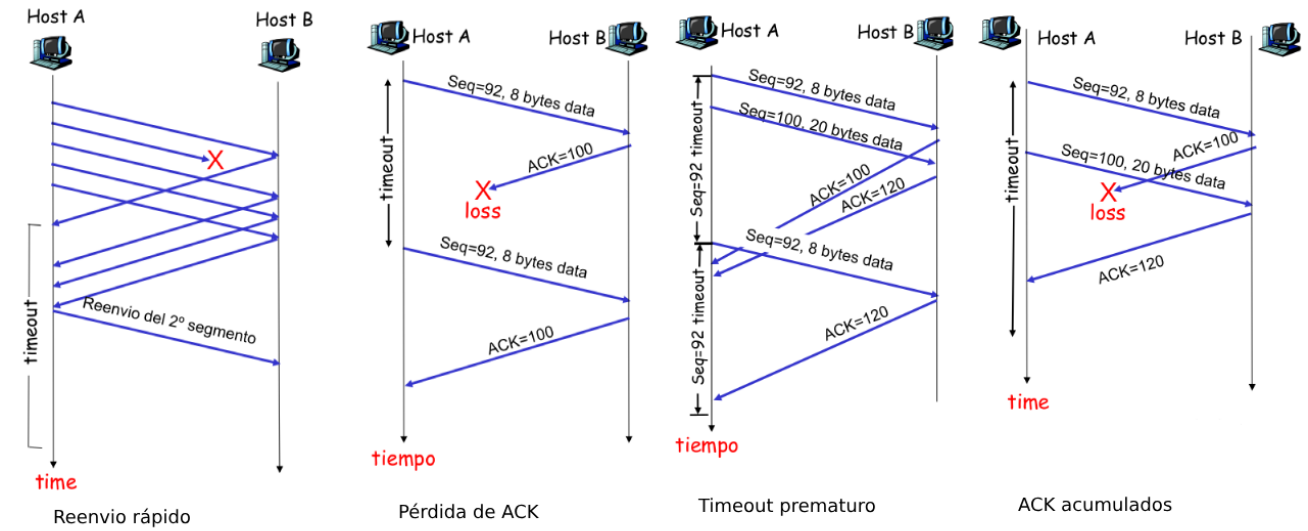 Host A
Host B
timeout
Reenvio del 2º segmento
time
Reenvio rápido
Host A
Host B
Seq=92, 8 bytes data
timeout
ACK=100
X
loss
Seq=92, 8 bytes data
ACK=100
tiempo
Pérdida de ACK
Host A
Host B
Seq=92, 8 bytes data
Seq=100, 20 bytes data
Seq=92 timeout
ACK=100
ACK=120
Seq=92, 8 bytes data
Seq=92 timeout
ACK=120
tiempo
Timeout prematuro
Host A
Host B
Seq=92, 8 bytes data
timeout
ACK=100
Seq=100, 20 bytes data
X
loss
ACK=120
time
ACK acumulados